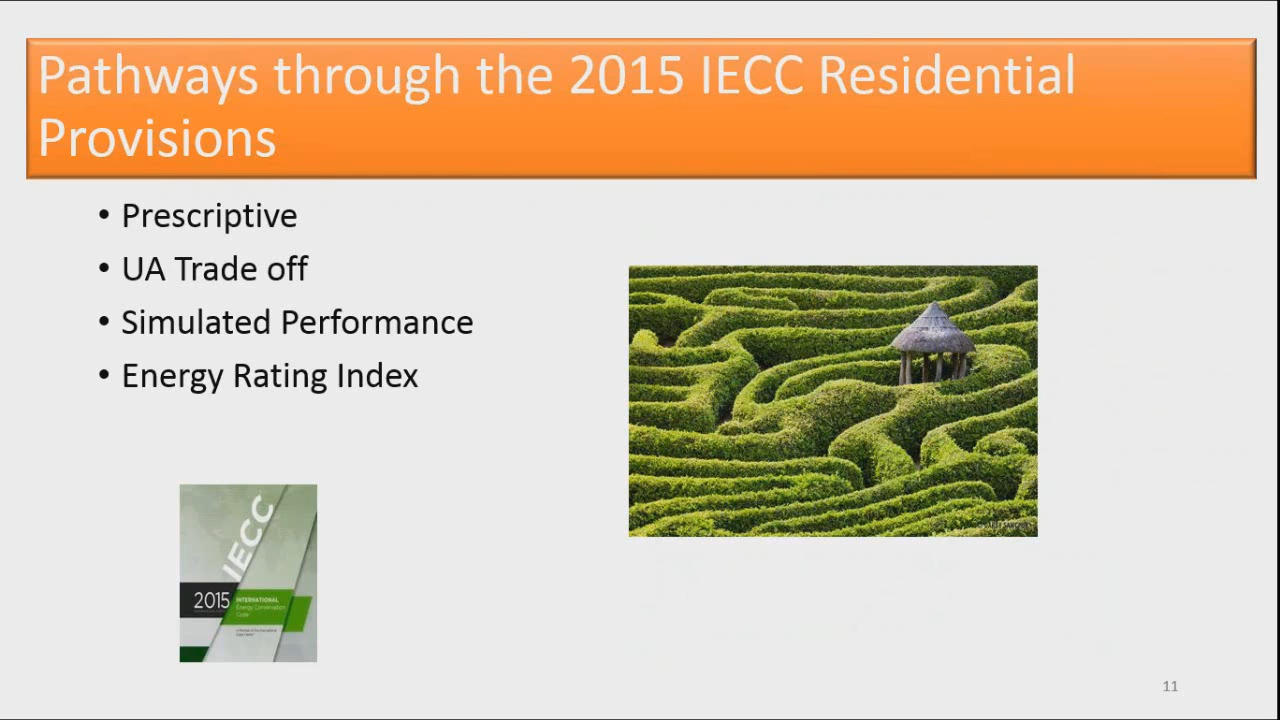 Pathways through the 2015 IECC Residential
Provisions
• Prescriptive
• UA Trade off
• Simulated Performance
• Energy Rating Index
IECC
2015
INTERNATIONAL
Energy Conservation
Code
11